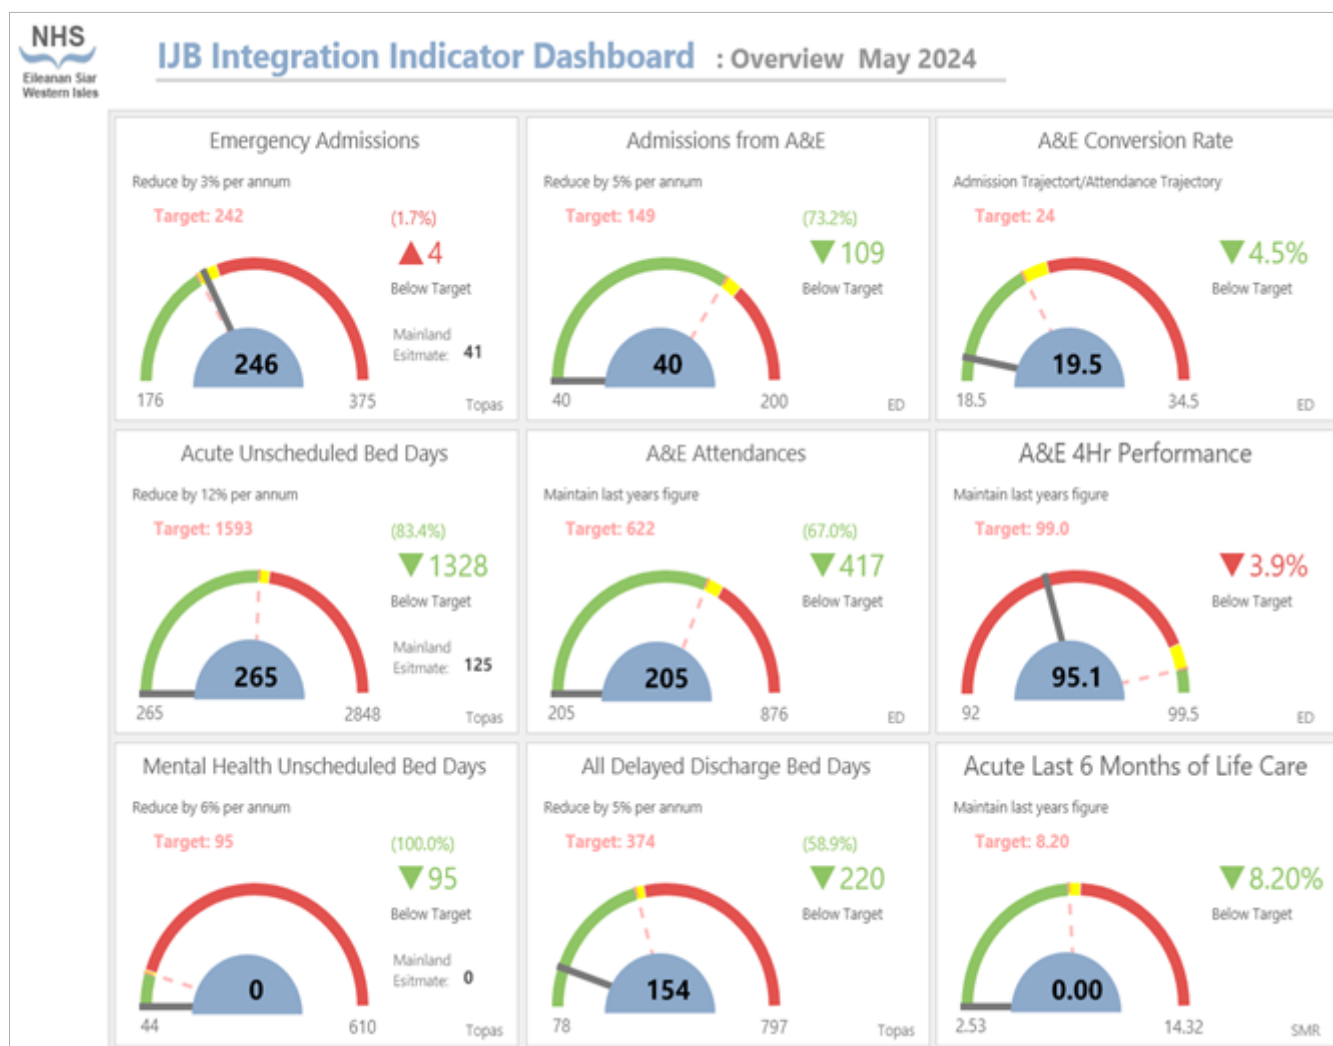 NHS
Eileanan Siar
Western Isles
IJB Integration Indicator Dashboard : Overview May 2024
Emergency Admissions
Reduce by 3% per annum
Target: 242
(1.7%)
▲4
Below Target
Mainland
Esitmate: 41
246
176
375
Topas
Admissions from A&E
Reduce by 5% per annum
Target: 149
(73.2%)
▼109
Below Target
40
40
200
ED
A&E Conversion Rate
Admission Trajectort/Attendance Trajectory
Target: 24
▼4.5%
Below Target
19.5
18.5
34.5
ED
Acute Unscheduled Bed Days
Reduce by 12% per annum
Target: 1593
(83.4%)
▼1328
Below Target
Mainland
Esitmate: 125
265
265
2848
Topas
A&E Attendances
Maintain last years figure
Target: 622
(67.0%)
▼417
Below Target
205
205
876
ED
A&E 4Hr Performance
Maintain last years figure
Target: 99.0
▼3.9%
Below Target
95.1
92
99.5
ED
Mental Health Unscheduled Bed Days
Reduce by 6% per annum
Target: 95
(100.0%)
▼95
Below Target
Mainland
Esitmate: 0
0
44
610
Topas
All Delayed Discharge Bed Days
Reduce by 5% per annum
Target: 374
(58.9%)
▼220
Below Target
154
78
797
Topas
Acute Last 6 Months of Life Care
Maintain last years figure
Target: 8.20
▼8.20%
Below Target
0.00
2.53
14.32
SMR